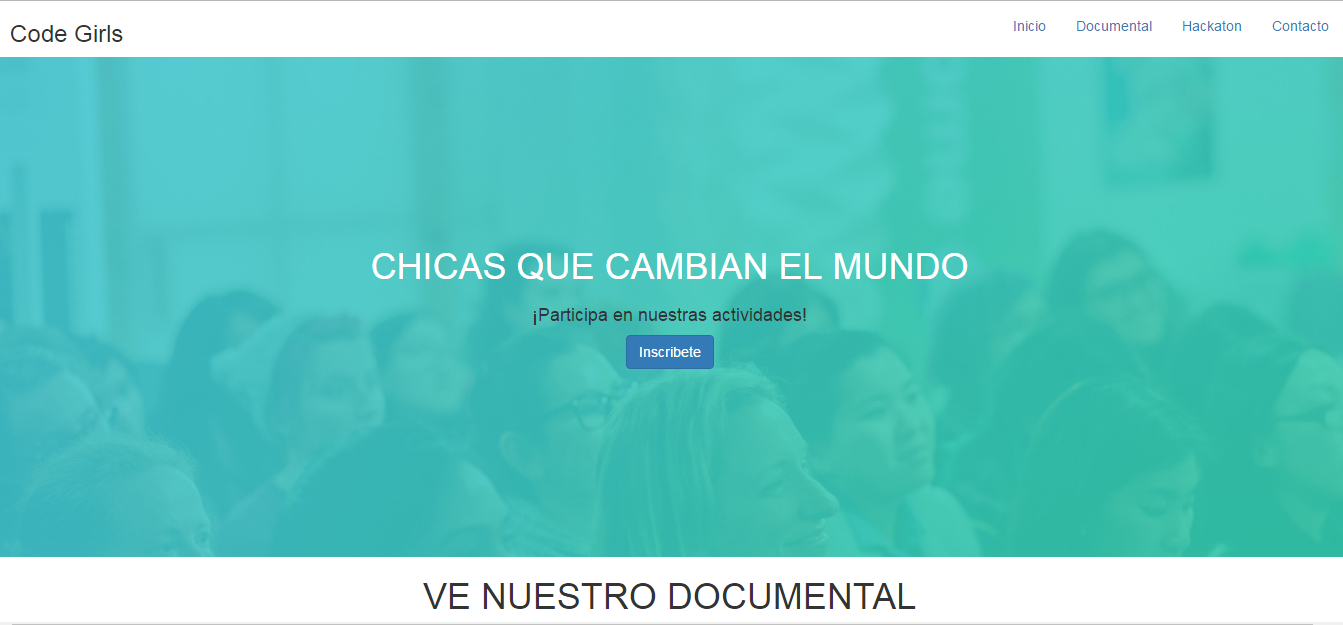 Code Girls
Inicio Documental Hackaton Contacto
CHICAS QUE CAMBIAN EL MUNDO
¡Participa en nuestras actividades!
Inscribete
VE NUESTRO DOCUMENTAL